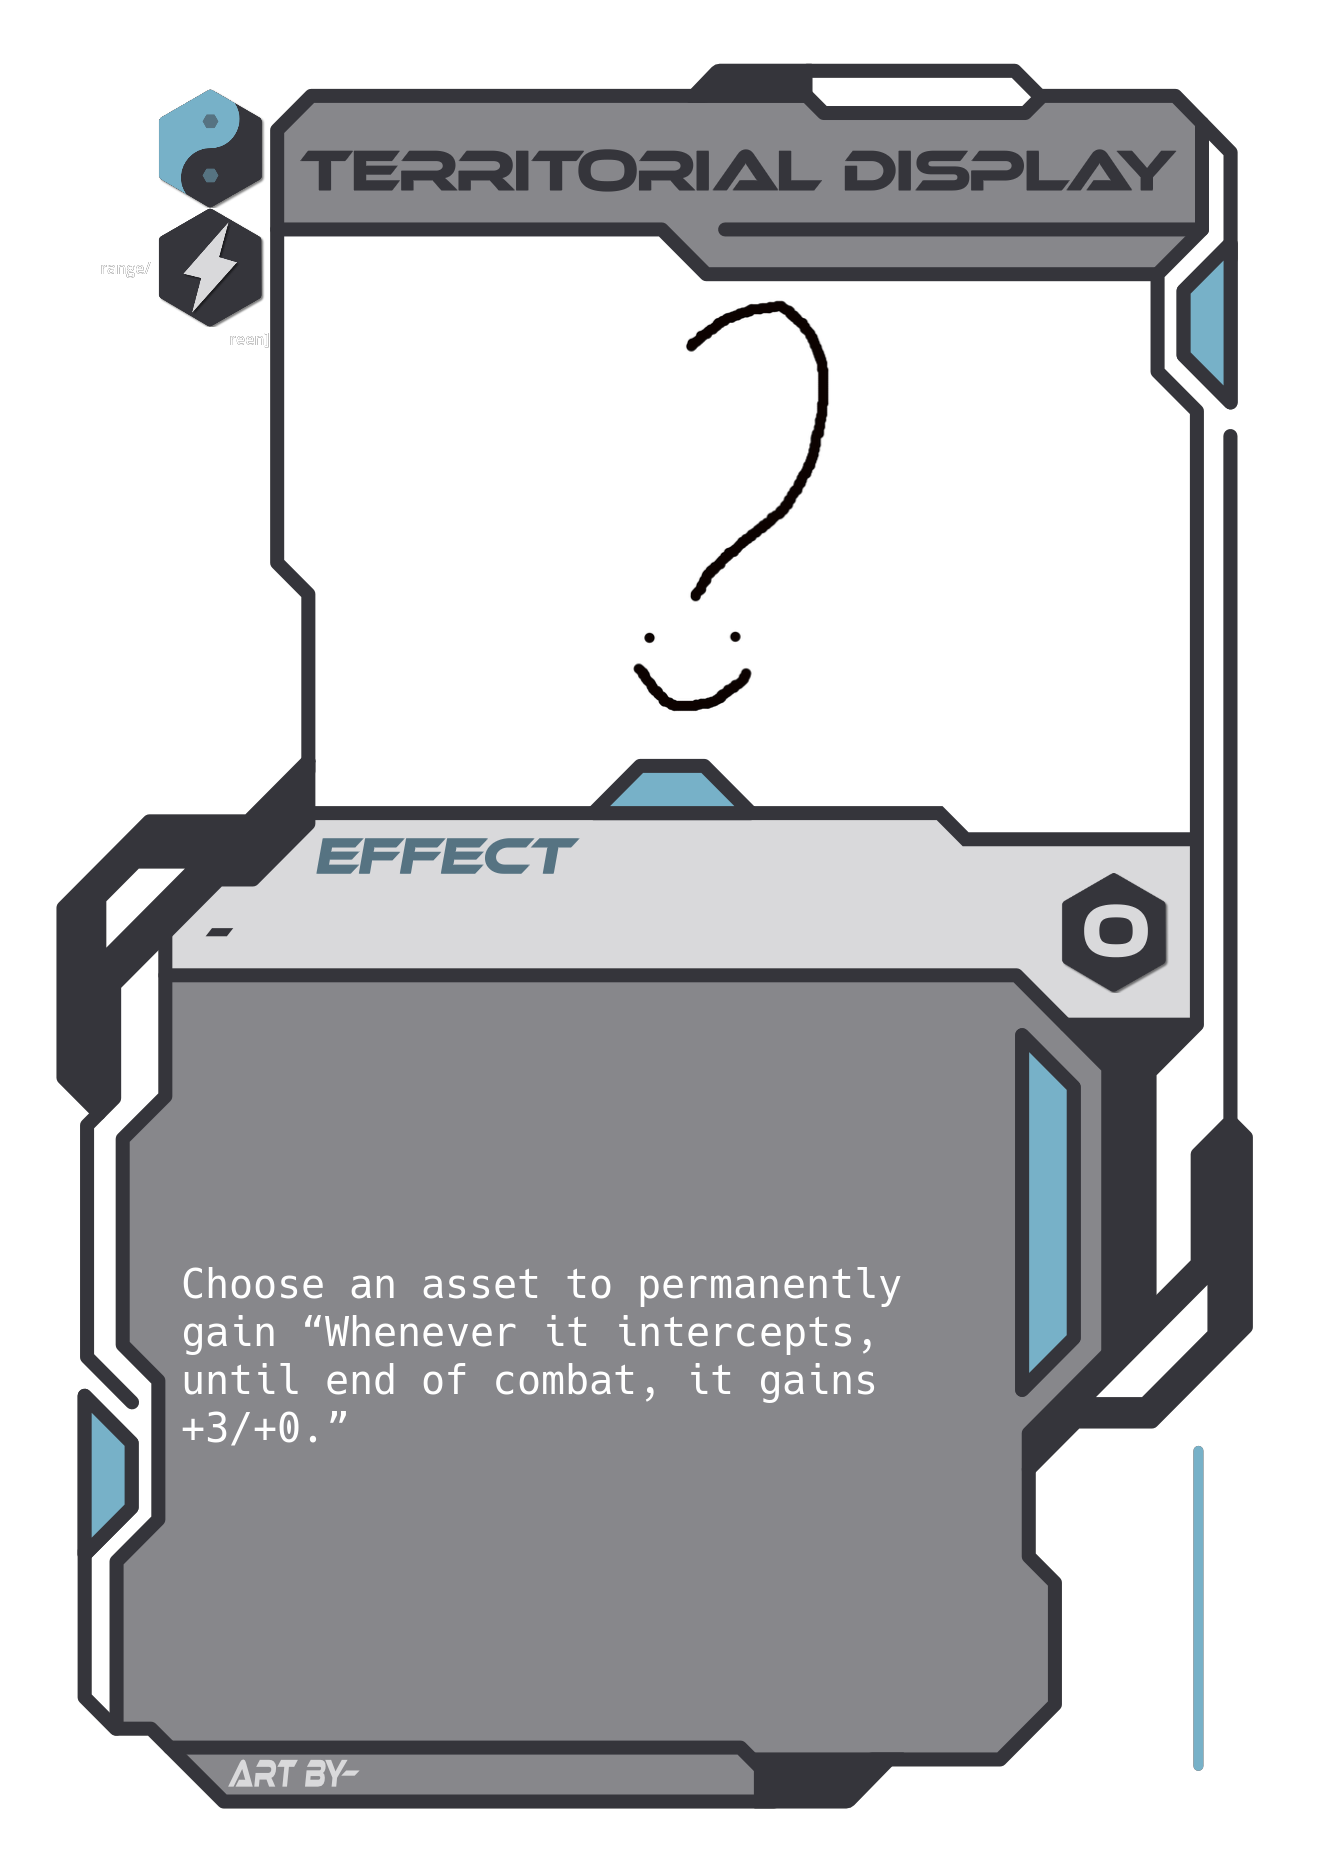 TERRITORIAL DISPLAY
range/
reen]
EFFECT
-
0
Choose an asset to permanently
gain “Whenever it intercepts,
until end of combat, it gains
+3/+0.”
ART BY-